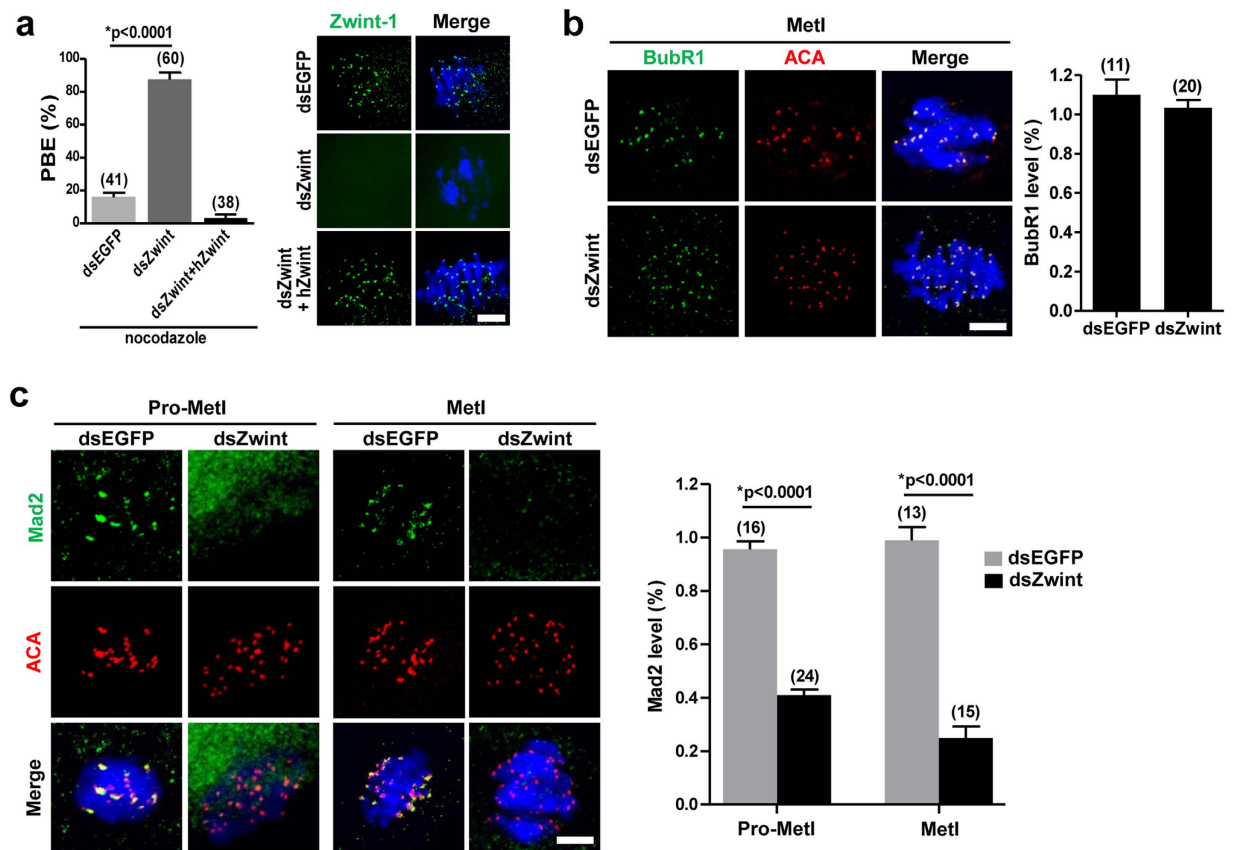 a
*p<0.0001
(60)
100
80
60
40
20
0
PBE (%)
(41)
(38)
dsEGFP
dsZwint
dsZwint+hZwint
nocodazole
Zwint-1 Merge
dsEGFP
dsZwint
dsZwint
+ hZwint
b
MetI
BubR1 ACA Merge
dsEGFP
dsZwint
BubR1 level (%)
1.2
1.0
0.8
0.6
0.4
0.2
0.0
(11)
(20)
dsEGFP dsZwint
c
Pro-MetI MetI
dsEGFP dsZwint dsEGFP dsZwint
Mad2
ACA
Merge
Mad2 level (%)
1.2
1.0
0.8
0.6
0.4
0.2
0.0
*p<0.0001
(16)
(24)
*p<0.0001
(13)
(15)
Pro-MetI MetI
dsEGFP
dsZwint